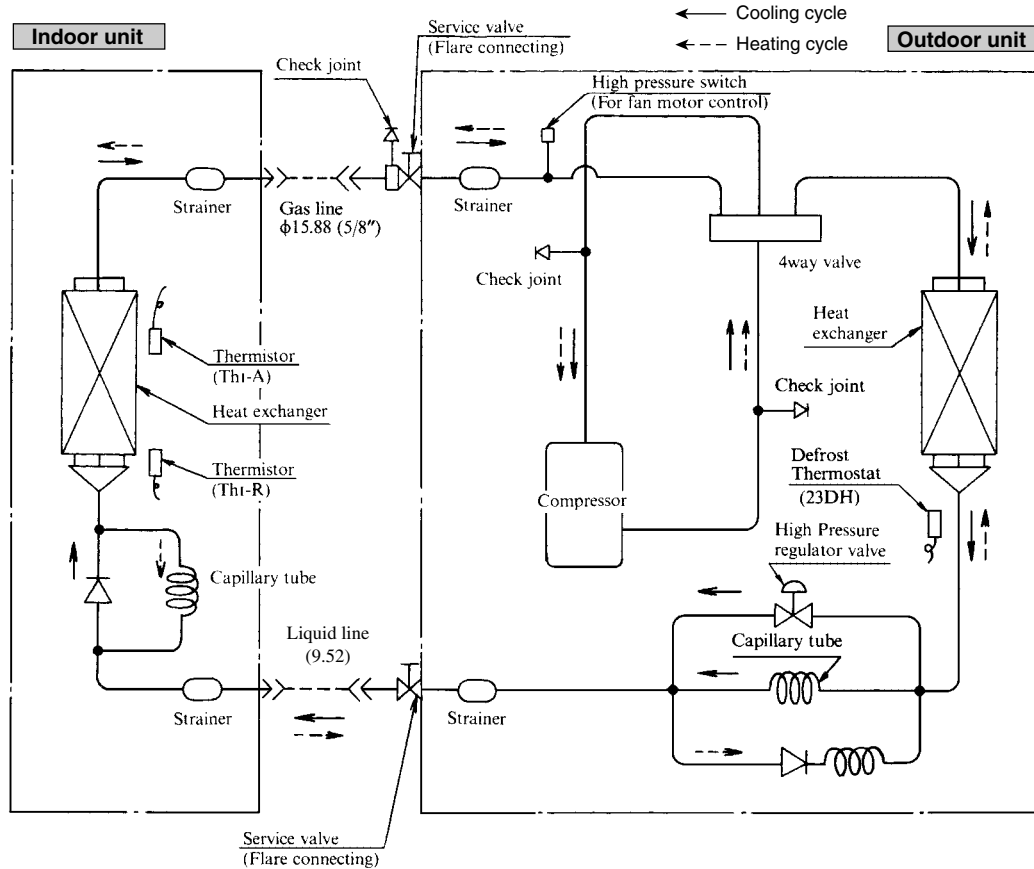 Cooling cycle
Heating cycle
Indoor unit
Outdoor unit
Service valve
(Flare connecting)
Check joint
High pressure switch
(For fan motor control)
Strainer
Gas line
ϕ15.88 (5/8″)
Strainer
4way valve
Check joint
Heat
exchanger
Thermistor
(ThI-A)
Heat exchanger
Check joint
Thermistor
(ThI-R)
Compressor
Defrost
Thermostat
(23DH)
High Pressure
regulator valve
Capillary tube
Liquid line
(9.52)
Capillary tube
Strainer
Strainer
Service valve
(Flare connecting)